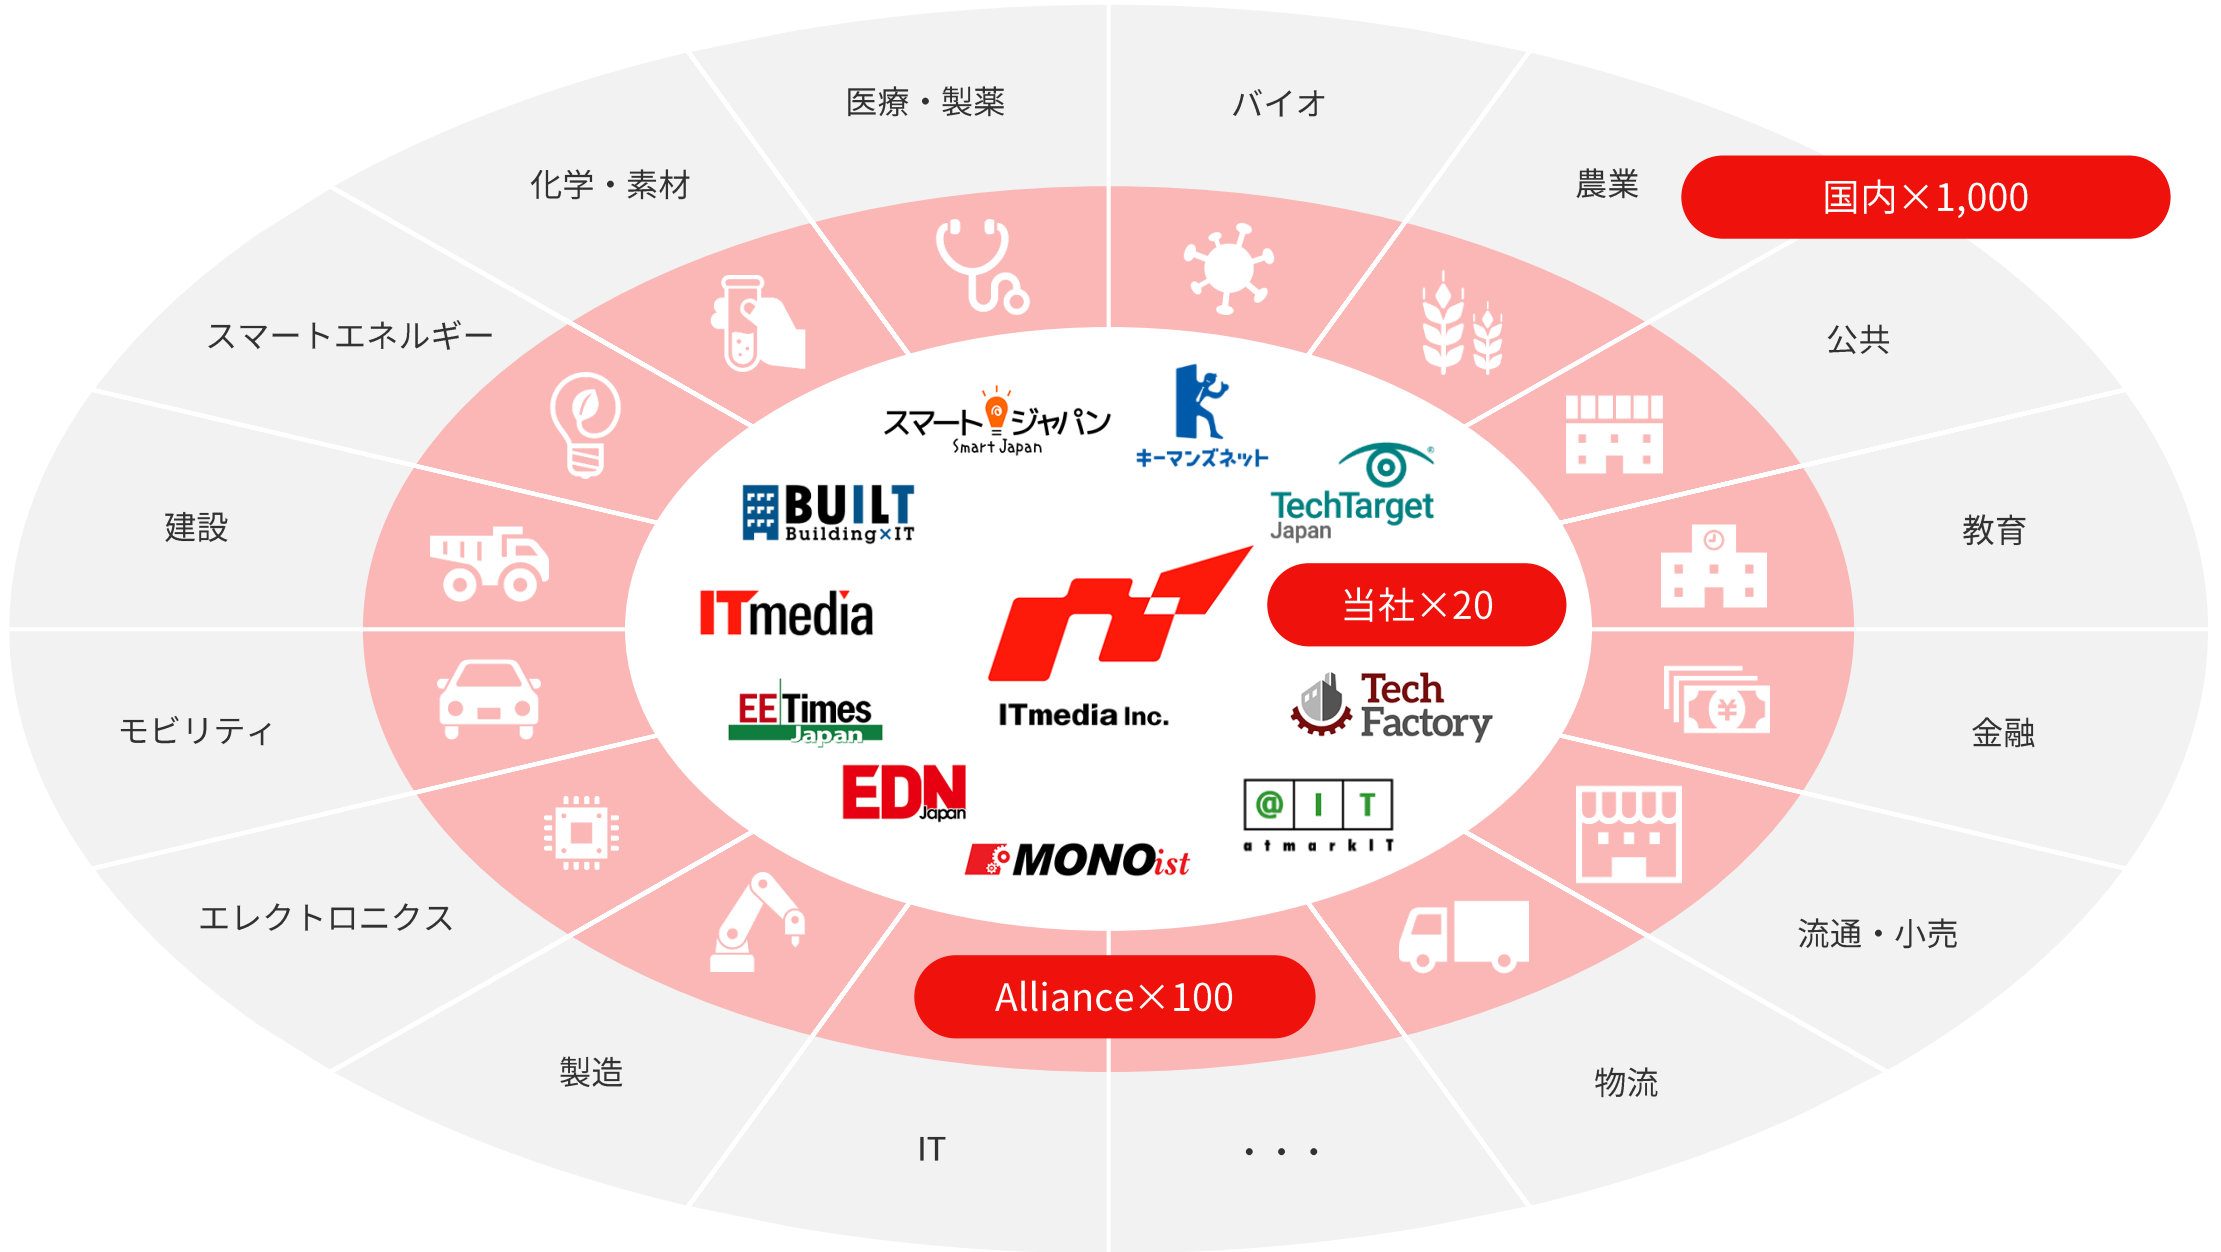 医療・製薬
バイオ
化学・素材
農業
国内×1,000
スマートエネルギー
公共
建設
教育
モビリティ
金融
エレクトロニクス
流通・小売
製造
物流
IT
・・・
スマートジャパン
Smart Japan
キーマンズネット
TechTarget®
Japan
BUILT
Building×IT
ITmedia
当社×20
ITmedia Inc.
EE Times
Japan
Tech
Factory
EDN
Japan
@IT
atmarkIT
MONOist
Alliance×100
¥